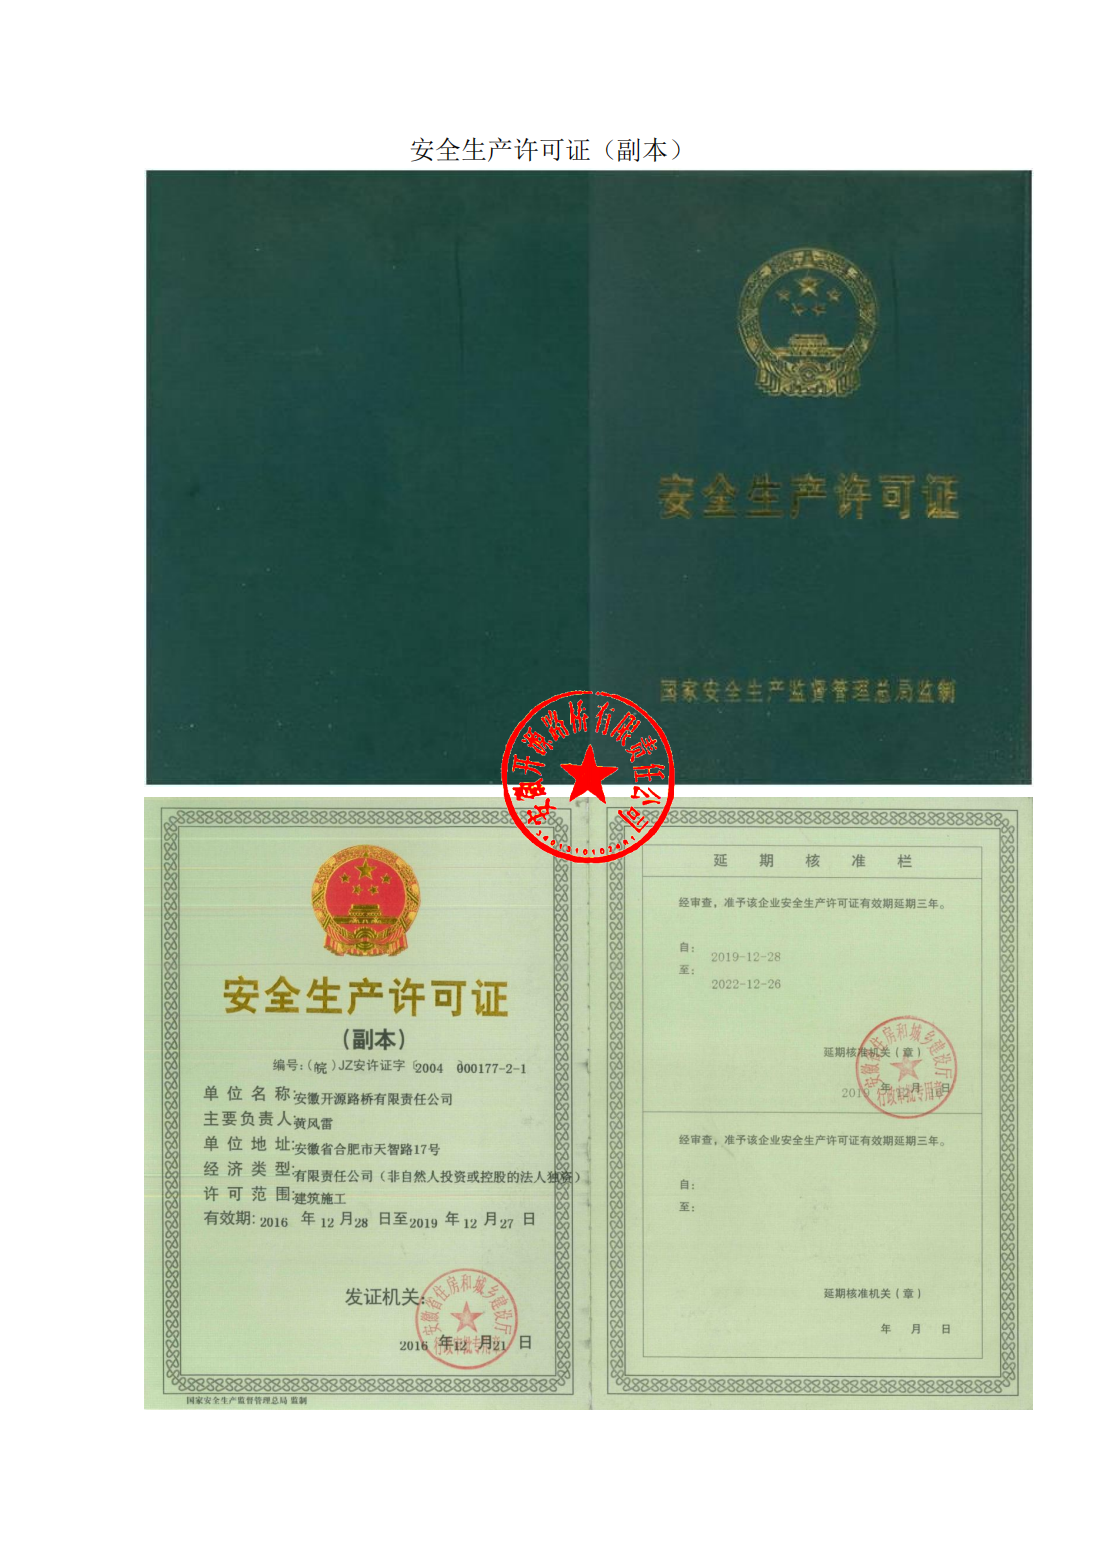 安全生产许可证（副本）
安全生产许可证
国家安全生产监督管理总局监制
安徽开源路桥有限责任公司
安全生产许可证
（副本）
编号：（皖）JZ安许证字〔2004 〕000177-2-1
单位名称：安徽开源路桥有限责任公司
主要负责人：黄风雷
单位地址：安徽省合肥市天智路17号
经济类型：有限责任公司（非自然人投资或控股的法人独资）
许可范围：建筑施工
有效期：2016 年 12 月 28 日至 2019 年 12 月 27 日
发证机关：
安徽省住房和城乡建设厅
行政审批专用章
2016 年 12 月 21 日
国家安全生产监督管理总局 监制
延期核准栏
经审查，准予该企业安全生产许可证有效期延期三年。
自：2019-12-28
至：2022-12-26
延期核准机关（章）
安徽省住房和城乡建设厅
行政审批专用章
年 月 日
经审查，准予该企业安全生产许可证有效期延期三年。
自：
至：
延期核准机关（章）
年 月 日